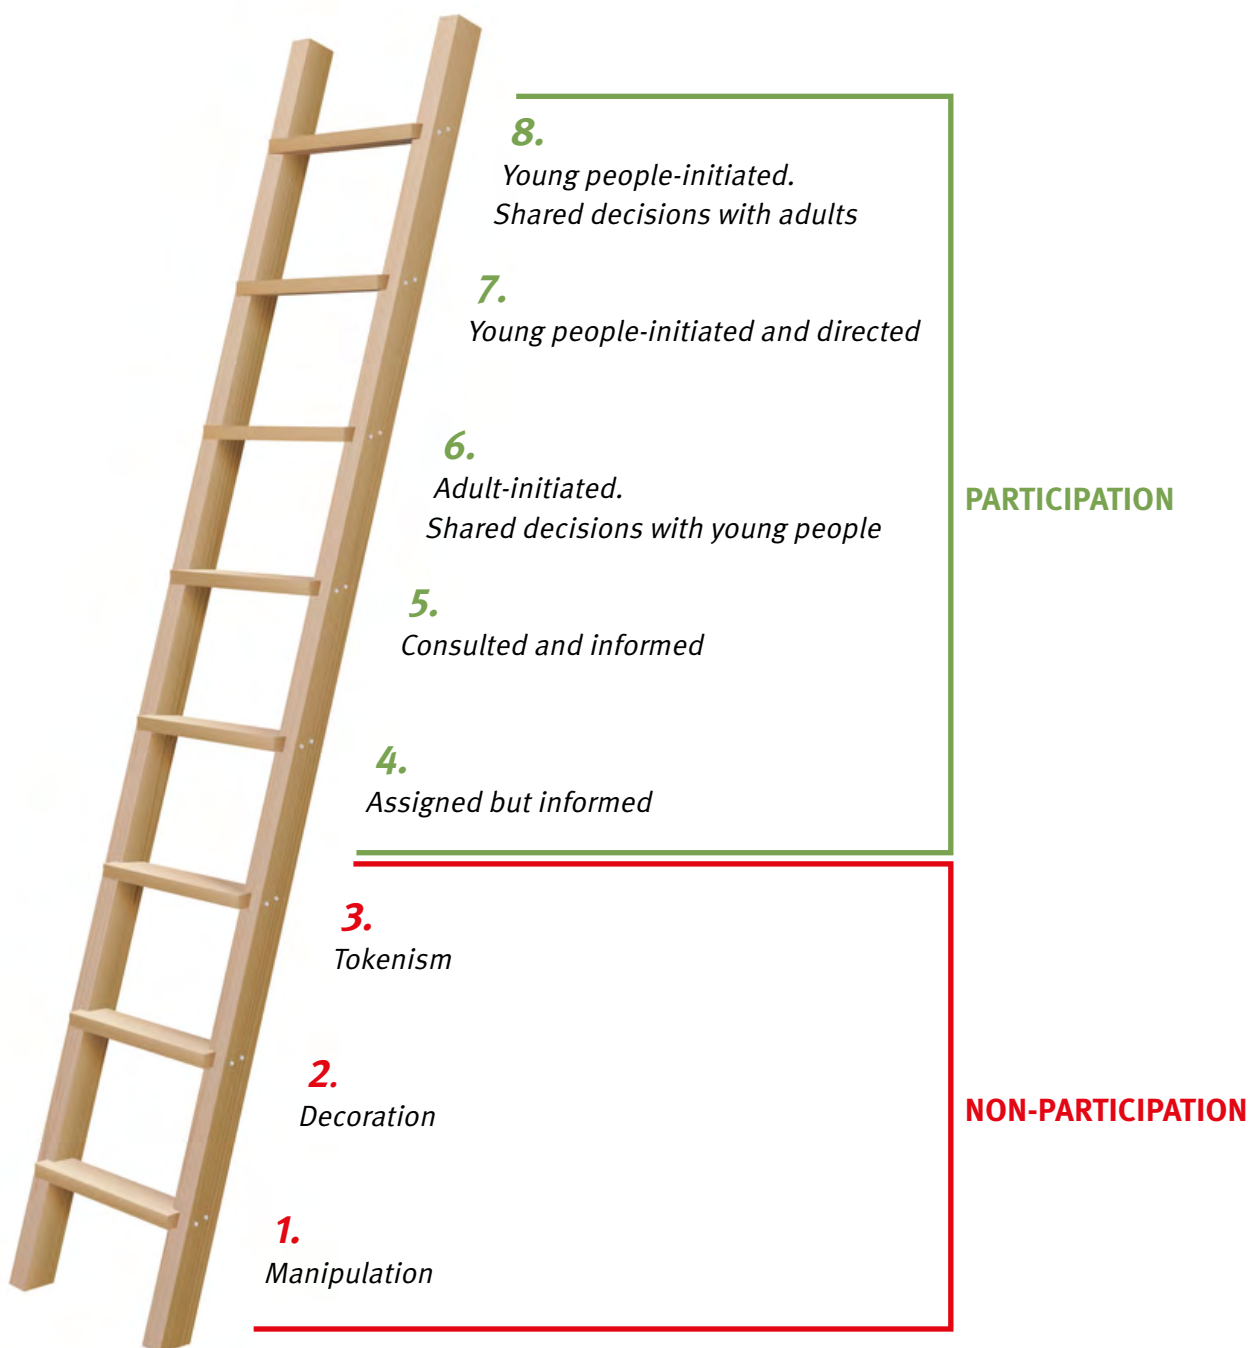 8.
Young people-initiated.
Shared decisions with adults
7.
Young people-initiated and directed
6.
Adult-initiated.
Shared decisions with young people
5.
Consulted and informed
4.
Assigned but informed
PARTICIPATION
3.
Tokenism
2.
Decoration
1.
Manipulation
NON-PARTICIPATION